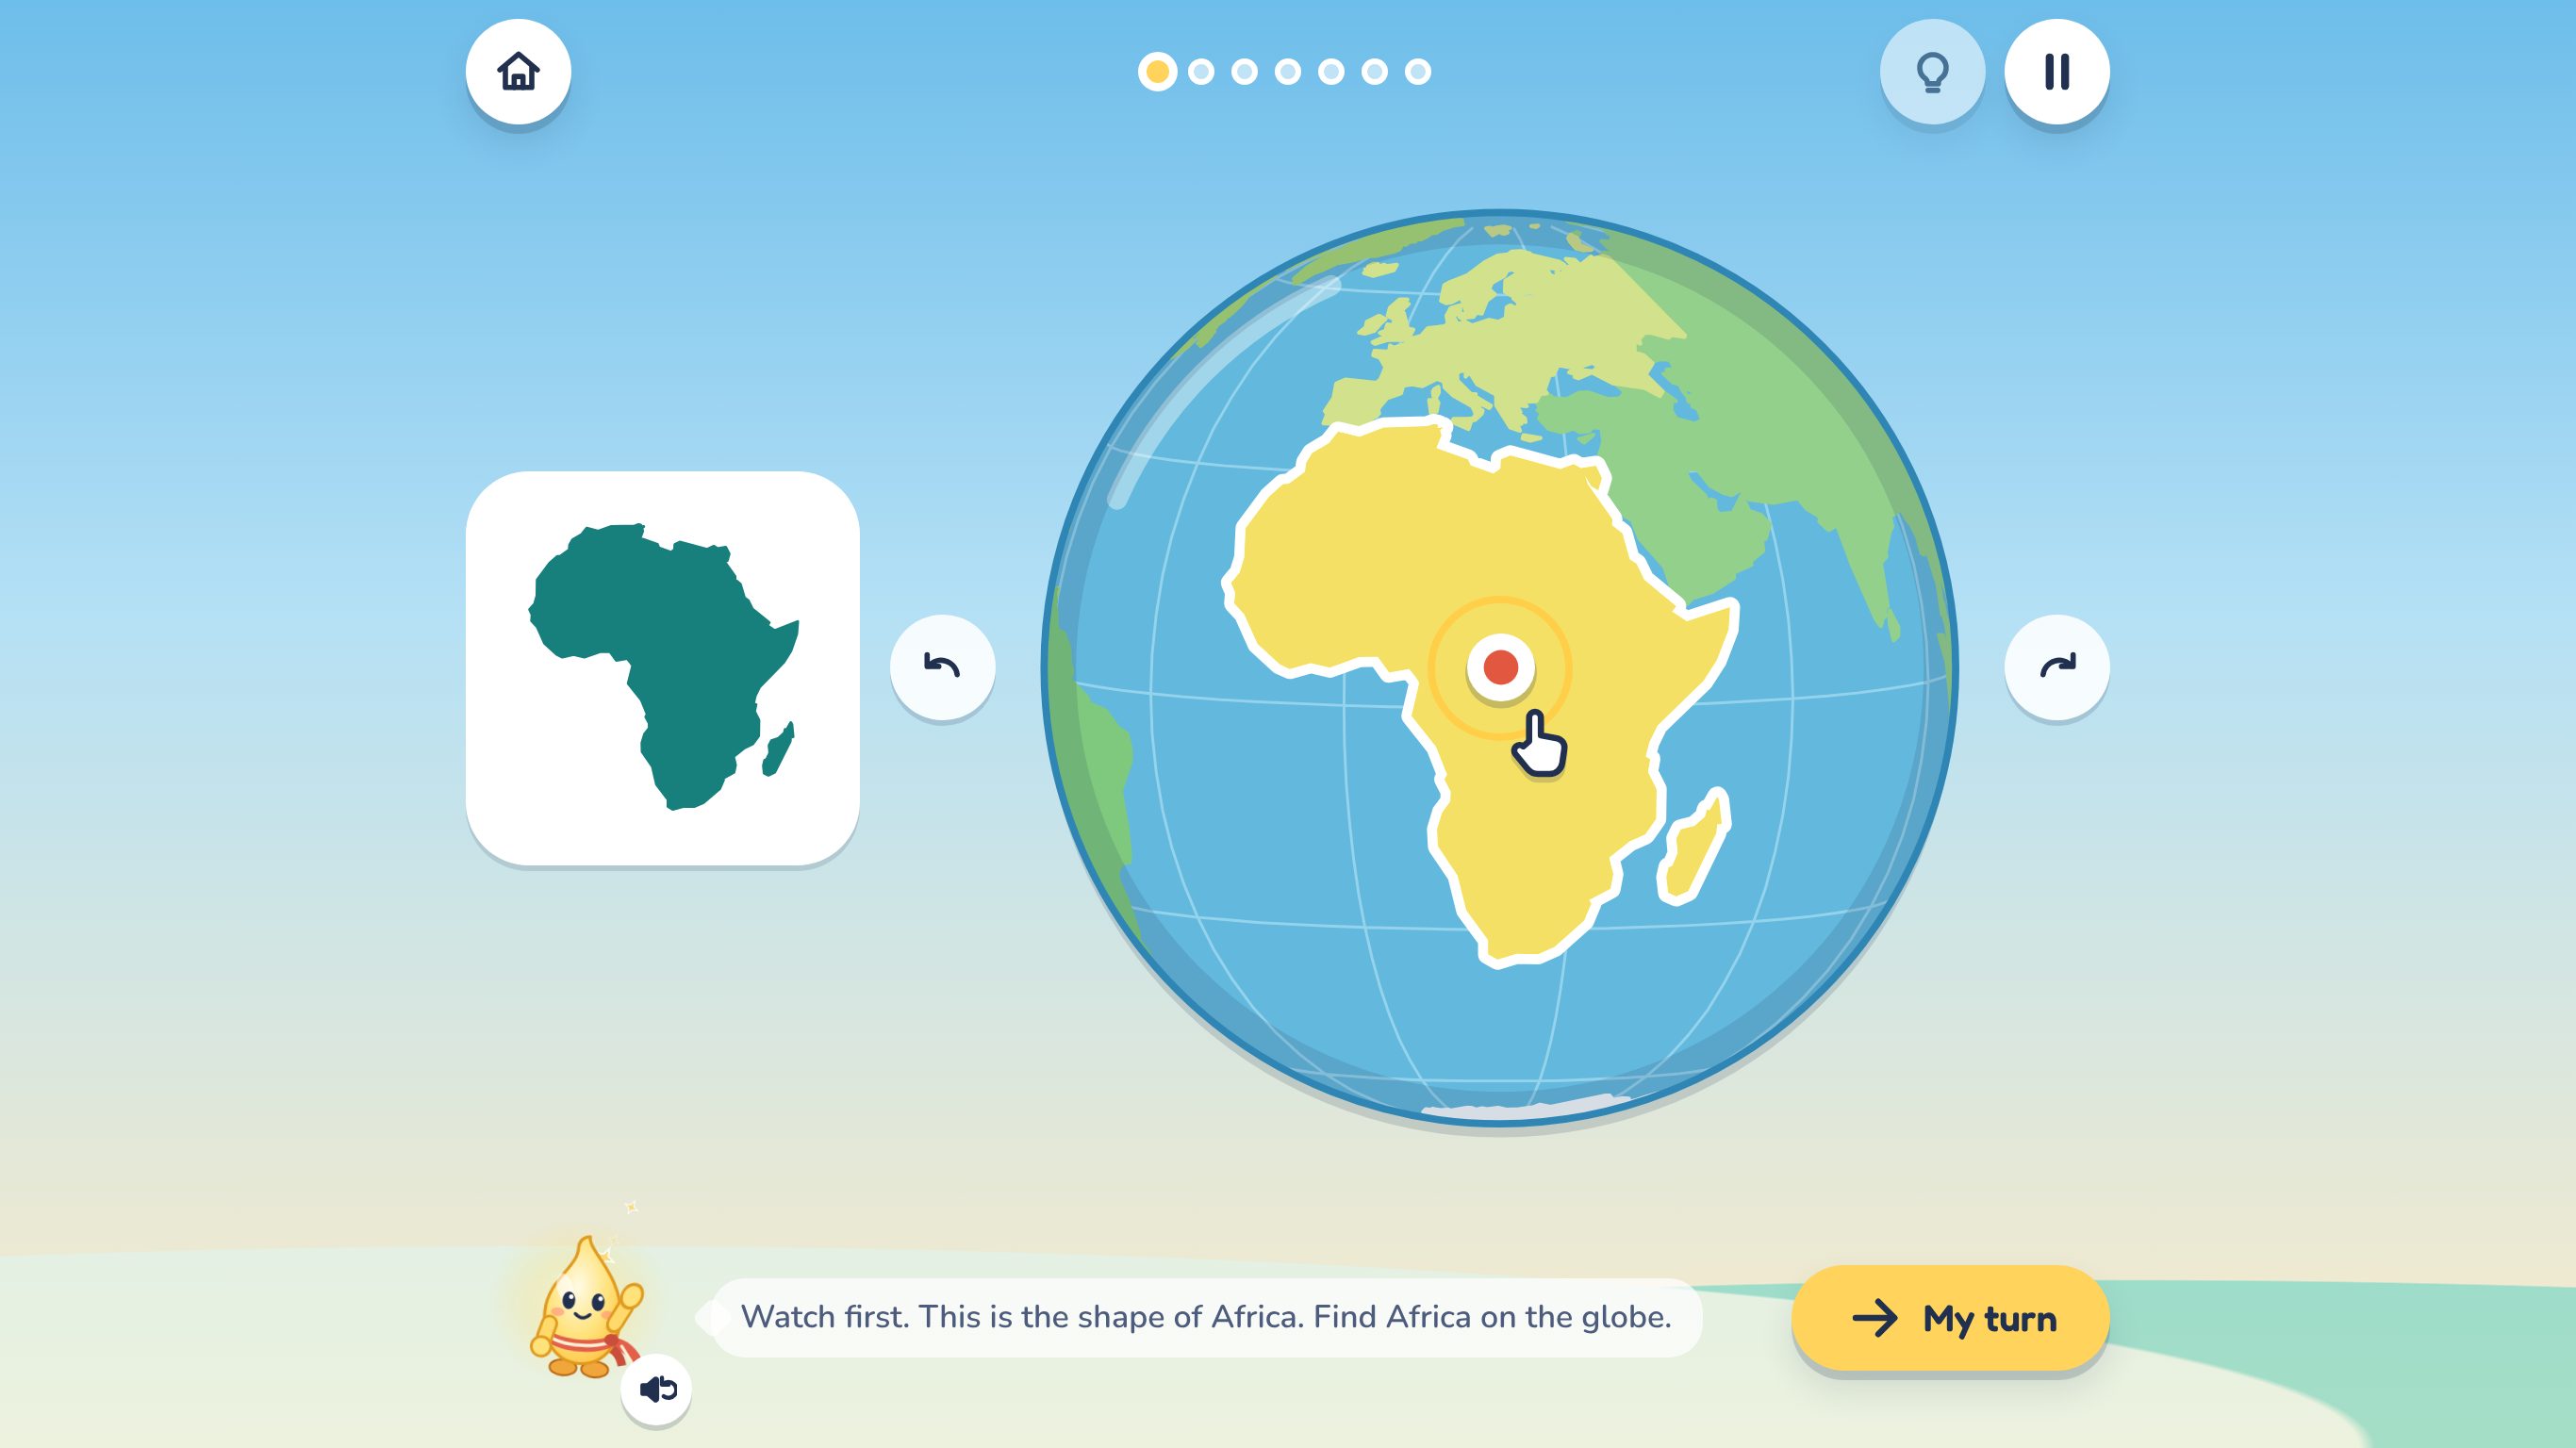 Watch first. This is the shape of Africa. Find Africa on the globe.
My turn